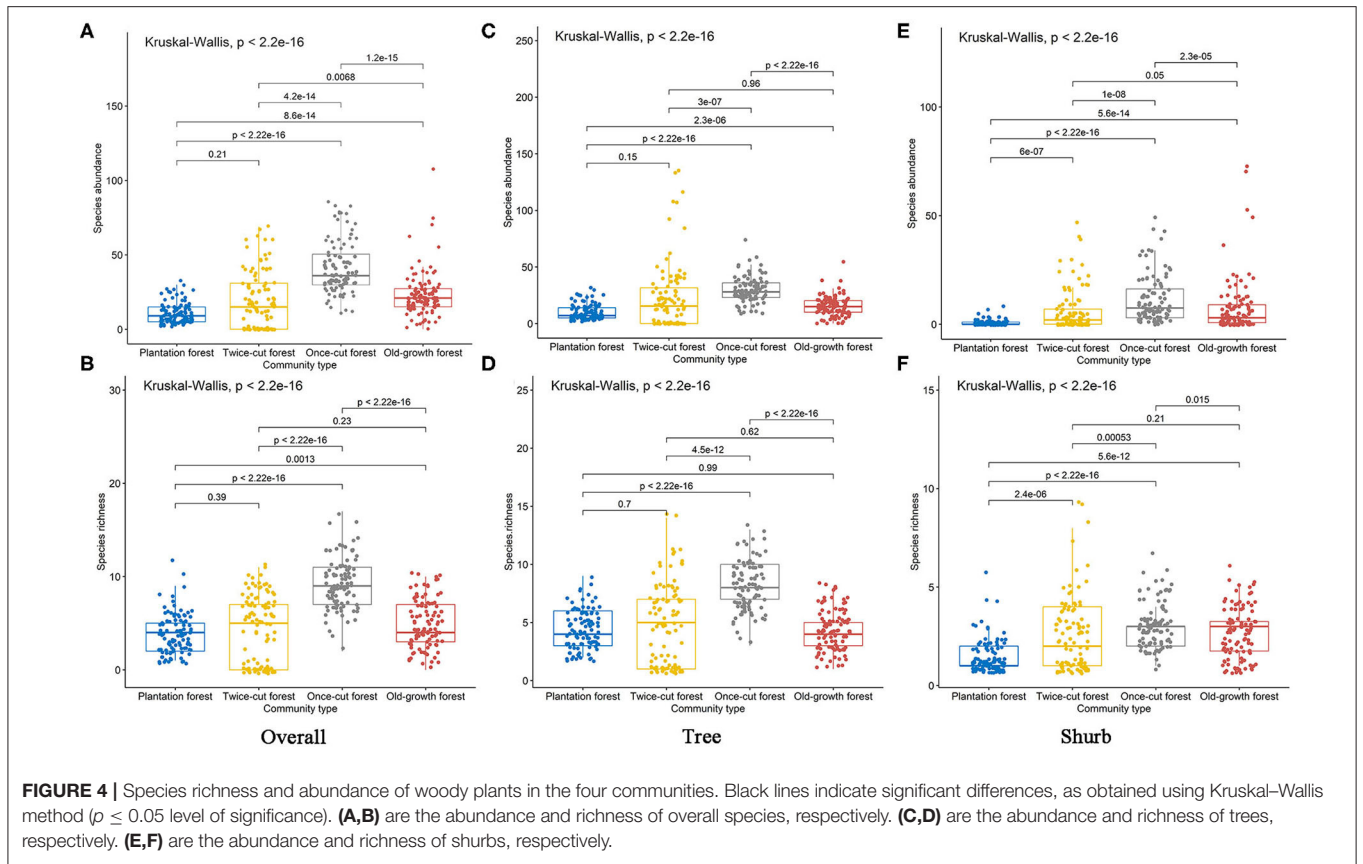 A
Kruskal-Wallis, p < 2.2e-16
1.2e-15
0.0068
4.2e-14
8.6e-14
p < 2.22e-16
0.21
150
100
50
0
Species abundance
Plantation forest Twice-cut forest Once-cut forest Old-growth forest
Community type
C
Kruskal-Wallis, p < 2.2e-16
p < 2.22e-16
0.96
3e-07
2.3e-06
p < 2.22e-16
0.15
250
200
150
100
50
0
Species abundance
Plantation forest Twice-cut forest Once-cut forest Old-growth forest
Community type
E
Kruskal-Wallis, p < 2.2e-16
2.3e-05
0.05
1e-08
5.6e-14
p < 2.22e-16
6e-07
100
50
0
Species abundance
Plantation forest Twice-cut forest Once-cut forest Old-growth forest
Community type
B
Kruskal-Wallis, p < 2.2e-16
p < 2.22e-16
0.23
p < 2.22e-16
0.0013
p < 2.22e-16
0.39
30
20
10
0
Species richness
Plantation forest Twice-cut forest Once-cut forest Old-growth forest
Community type
Overall
D
Kruskal-Wallis, p < 2.2e-16
p < 2.22e-16
0.62
4.5e-12
0.99
p < 2.22e-16
0.7
25
20
15
10
5
0
Species.richness
Plantation forest Twice-cut forest Once-cut forest Old-growth forest
Community type
Tree
F
Kruskal-Wallis, p < 2.2e-16
0.015
0.21
0.00053
5.6e-12
p < 2.22e-16
2.4e-06
15
10
5
0
Species richness
Plantation forest Twice-cut forest Once-cut forest Old-growth forest
Community type
Shurb
FIGURE 4 | Species richness and abundance of woody plants in the four communities. Black lines indicate significant differences, as obtained using Kruskal–Wallis
method (p ≤ 0.05 level of significance). (A,B) are the abundance and richness of overall species, respectively. (C,D) are the abundance and richness of trees,
respectively. (E,F) are the abundance and richness of shurbs, respectively.